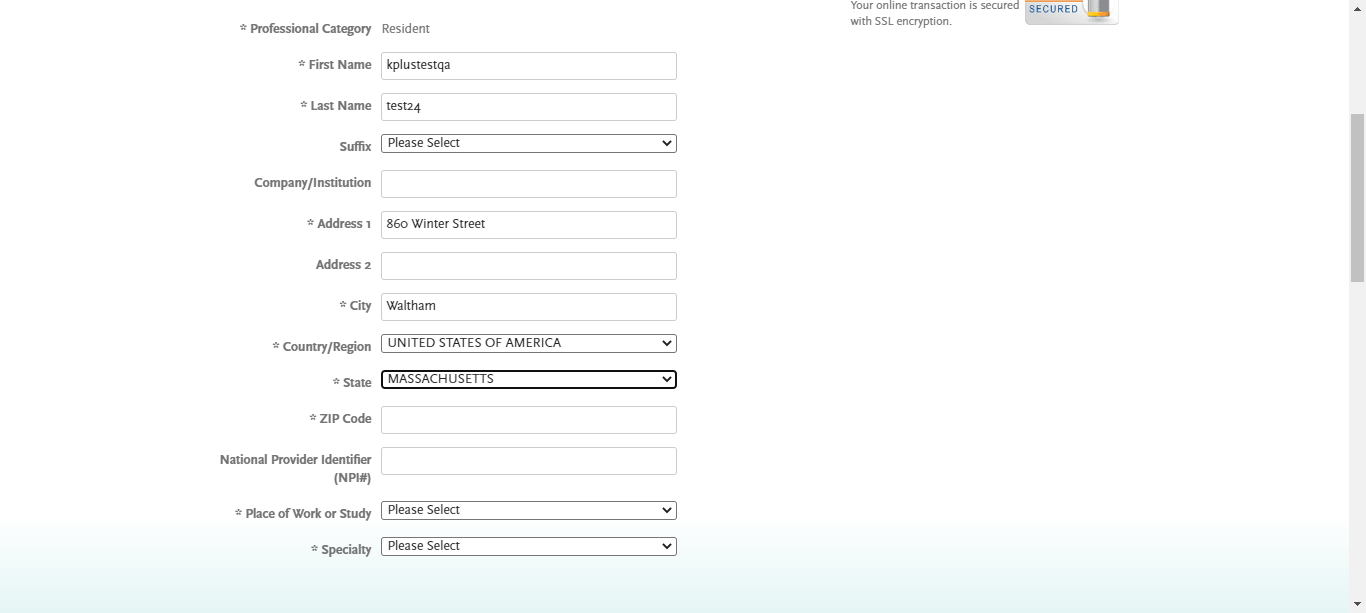 Your online transaction is secured
with SSL encryption.
SECURED
* Professional Category Resident
* First Name kplustestqa
* Last Name test24
Suffix Please Select
Company/Institution
* Address 1 860 Winter Street
Address 2
* City Waltham
* Country/Region UNITED STATES OF AMERICA
* State MASSACHUSETTS
* ZIP Code
National Provider Identifier
(NPI#)
* Place of Work or Study Please Select
* Specialty Please Select